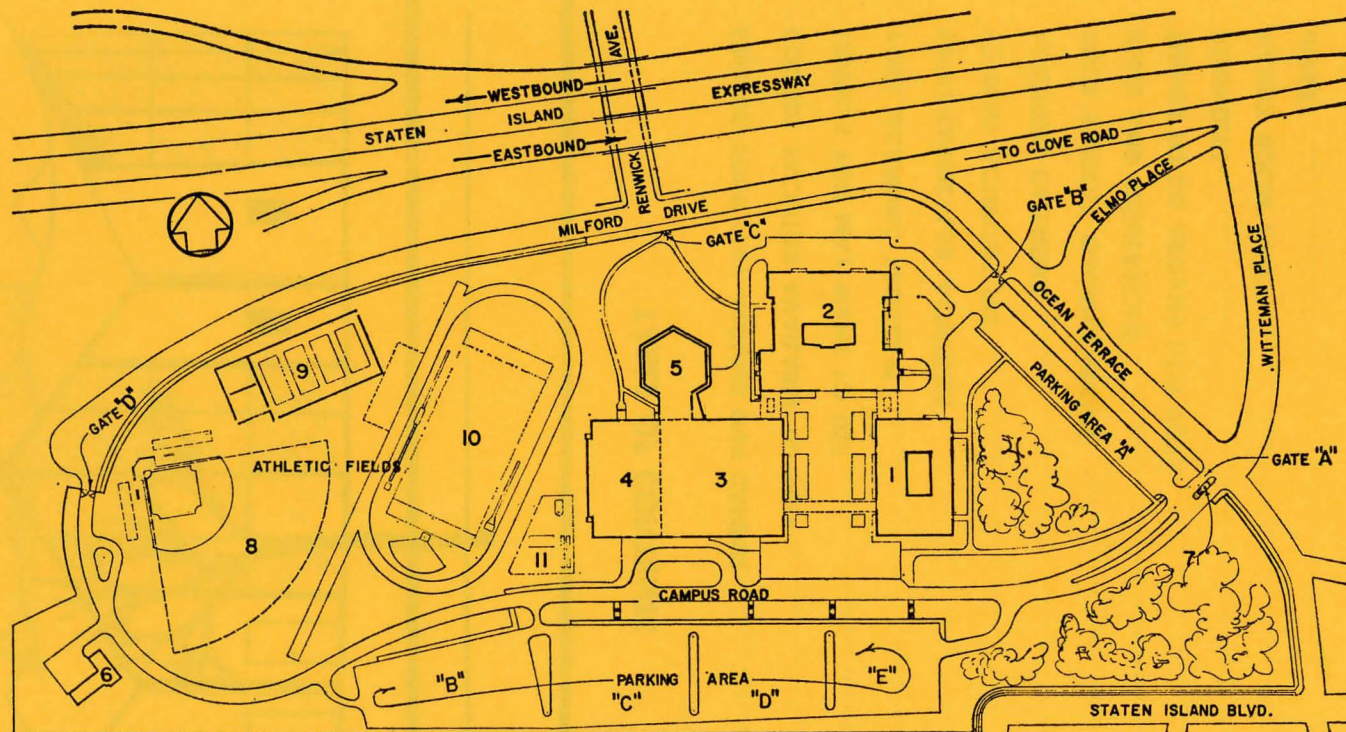 AVE.
WESTBOUND
STATEN ISLAND EXPRESSWAY
EASTBOUND
RENWICK
TO CLOVE ROAD
MILFORD DRIVE
GATE "C"
GATE "B"
ELMO PLACE
WITTEMAN PLACE
OCEAN TERRACE
PARKING AREA "A"
GATE "A"
GATE "D"
ATHLETIC FIELDS
2
5
9
10
4
3
1
8
11
7
6
CAMPUS ROAD
"B"
PARKING AREA
"C"
"D"
"E"
STATEN ISLAND BLVD.